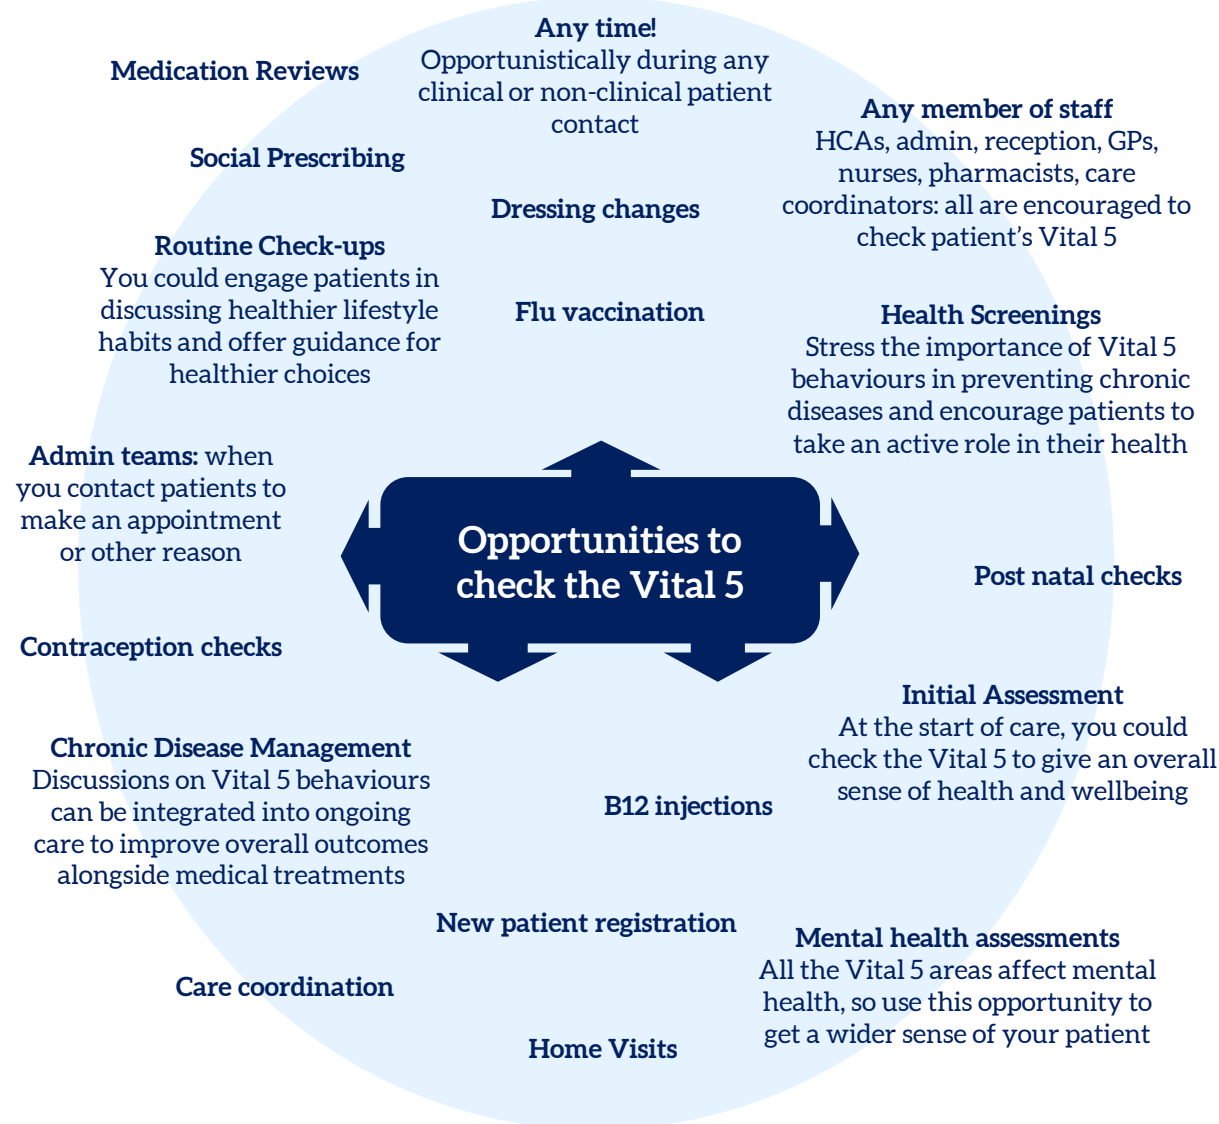 Any time!
Opportunistically during any
clinical or non-clinical patient
contact
Medication Reviews
Any member of staff
HCAs, admin, reception, GPs,
nurses, pharmacists, care
coordinators: all are encouraged to
check patient's Vital 5
Social Prescribing
Dressing changes
Routine Check-ups
You could engage patients in
discussing healthier lifestyle
habits and offer guidance for
healthier choices
Flu vaccination
Health Screenings
Stress the importance of Vital 5
behaviours in preventing chronic
diseases and encourage patients to
take an active role in their health
Admin teams: when
you contact patients to
make an appointment
or other reason
Opportunities to
check the Vital 5
Post natal checks
Contraception checks
Initial Assessment
At the start of care, you could
check the Vital 5 to give an overall
sense of health and wellbeing
Chronic Disease Management
Discussions on Vital 5 behaviours
can be integrated into ongoing
care to improve overall outcomes
alongside medical treatments
B12 injections
New patient registration
Mental health assessments
All the Vital 5 areas affect mental
health, so use this opportunity to
get a wider sense of your patient
Care coordination
Home Visits